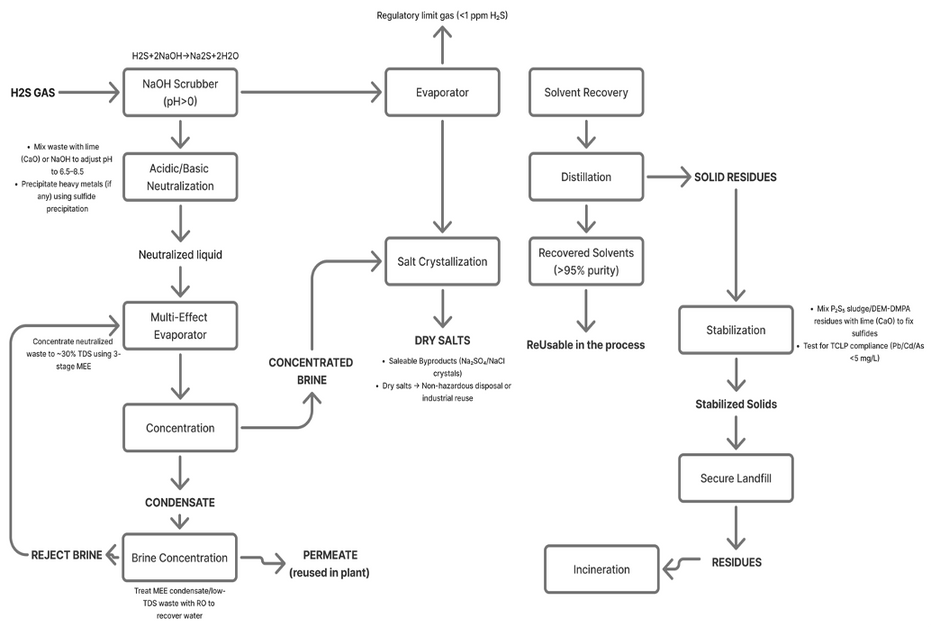 Regulatory limit gas (<1 ppm H₂S)
H2S+2NaOH→Na2S+2H2O
H2S GAS
NaOH Scrubber
(pH>0)
Evaporator
Solvent Recovery
• Mix waste with lime
(CaO) or NaOH to adjust pH
to 6.5–8.5
• Precipitate heavy metals (if
any) using sulfide
precipitation
Acidic/Basic
Neutralization
Distillation
SOLID RESIDUES
Neutralized liquid
Salt Crystallization
Recovered Solvents
(>95% purity)
Multi-Effect
Evaporator
Concentrate neutralized
waste to ~30% TDS using 3-
stage MEE
CONCENTRATED
BRINE
DRY SALTS
• Saleable Byproducts (Na₂SO₄/NaCl
crystals)
• Dry salts → Non-hazardous disposal or
industrial reuse
ReUsable in the process
Stabilization
• Mix P₂S₅ sludge/DEM-DMPA
residues with lime (CaO) to fix
sulfides
• Test for TCLP compliance (Pb/Cd/As
<5 mg/L)
Concentration
Stabilized Solids
CONDENSATE
Secure Landfill
REJECT BRINE
Brine Concentration
PERMEATE
(reused in plant)
Treat MEE condensate/low-
TDS waste with RO to
recover water
Incineration
RESIDUES